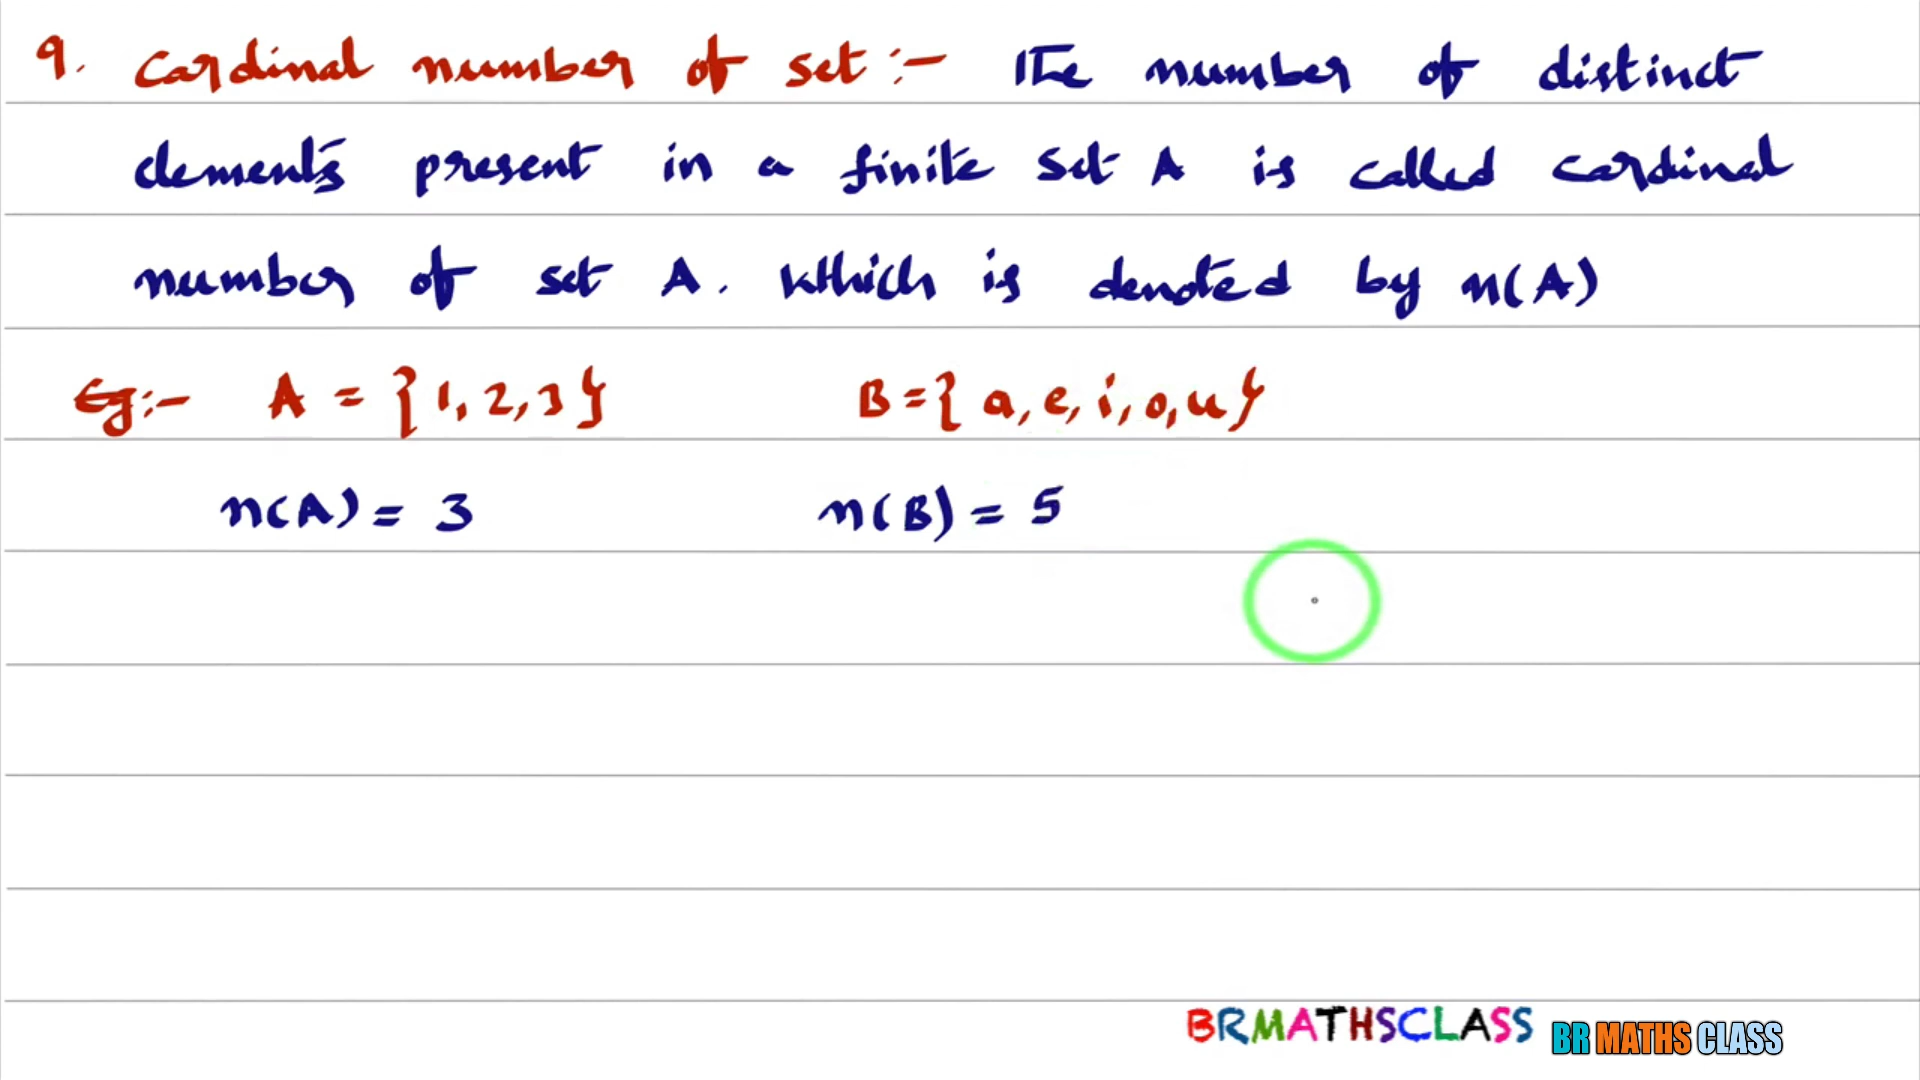 9. Cardinal number of set :- The number of distinct
elements present in a finite set A is called cardinal
number of set A. Which is denoted by n(A)
Eg:- A = {1, 2, 3} B = {a, e, i, o, u}
n(A) = 3 n(B) = 5
BRMATHSCLASS BR MATHS CLASS